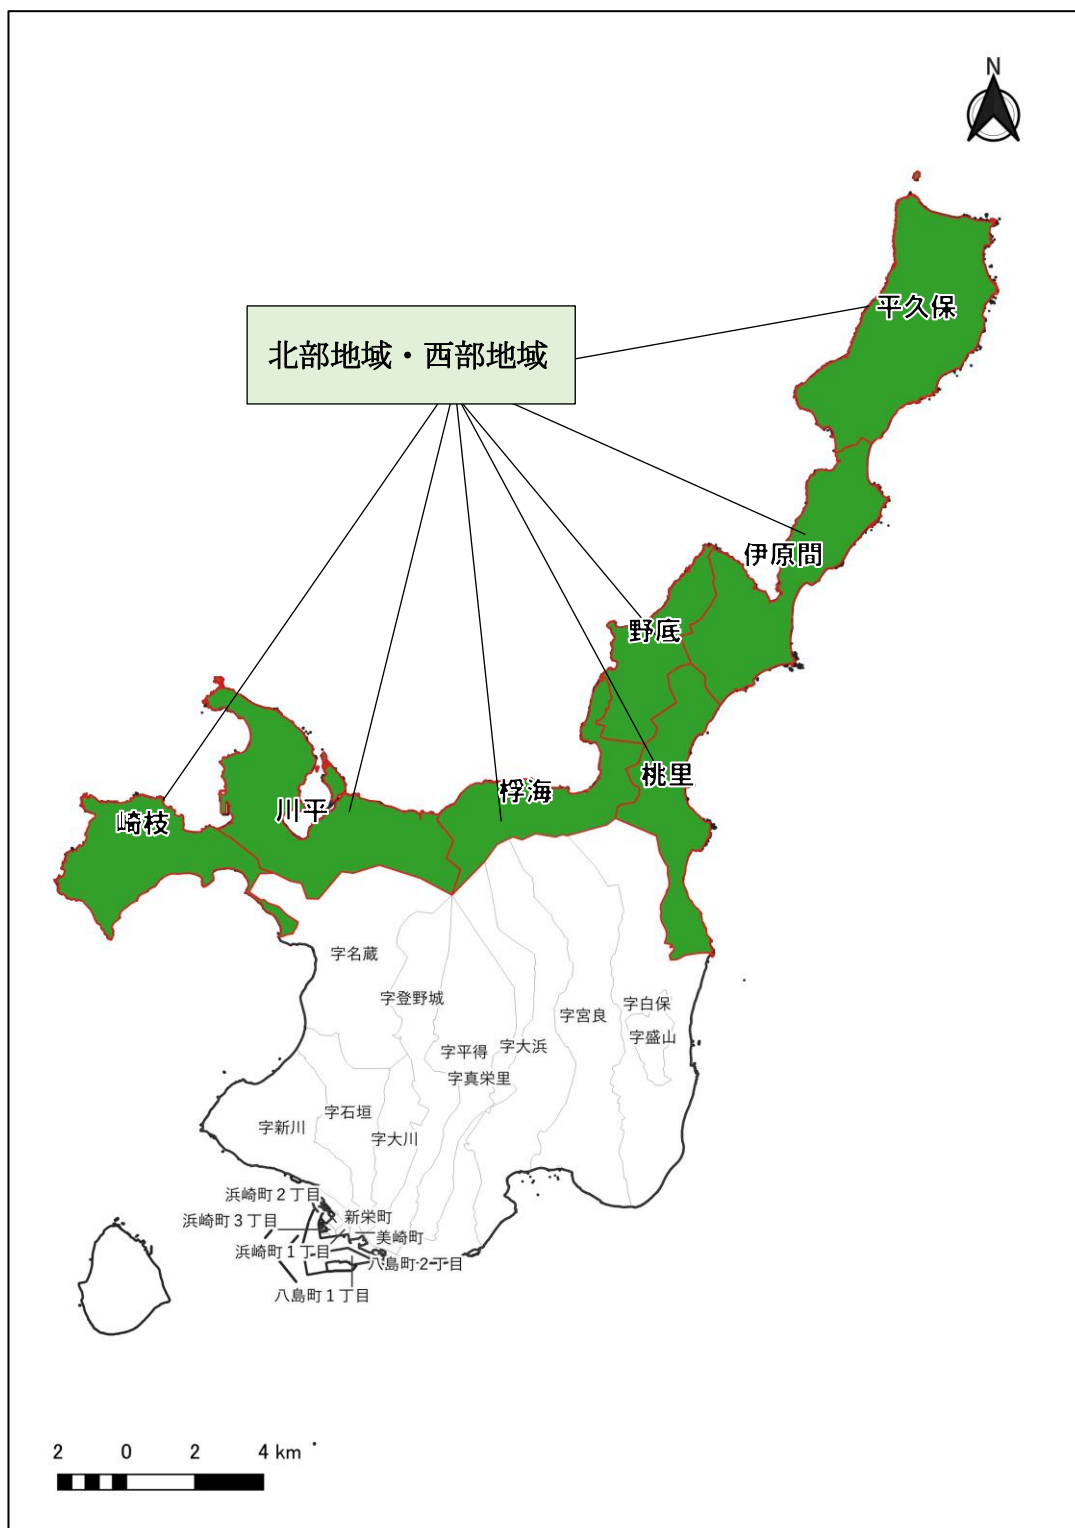 N
平久保
北部地域・西部地域
伊原間
野底
桃里
桴海
川平
崎枝
字名蔵
字登野城
字白保
字宮良
字盛山
字大浜
字平得
字真栄里
字石垣
字新川
字大川
浜崎町2丁目
新栄町
浜崎町3丁目
美崎町
浜崎町1丁目
八島町2丁目
八島町1丁目
2 0 2 4 km